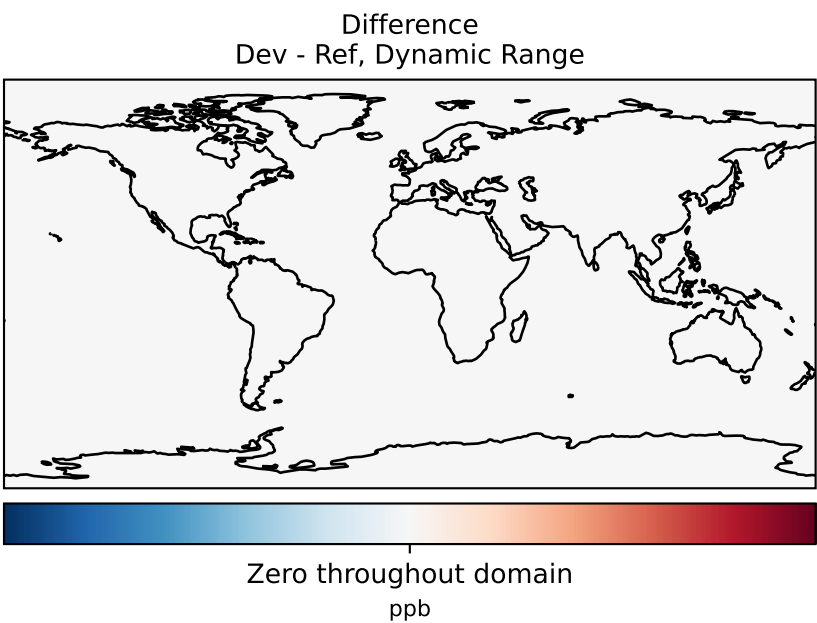 Difference
Dev - Ref, Dynamic Range
Zero throughout domain
ppb